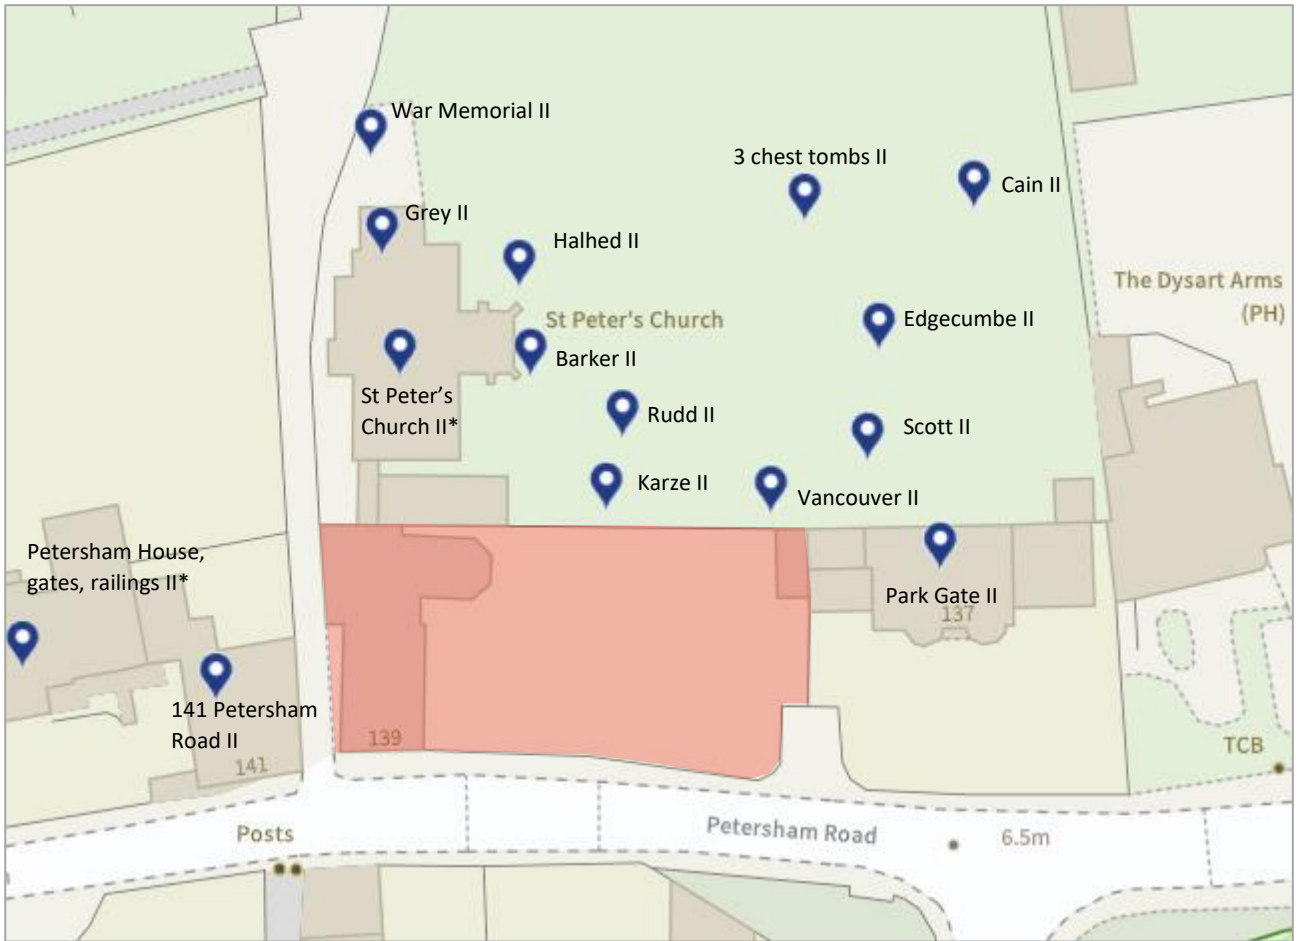 War Memorial II
3 chest tombs II
Cain II
Grey II
Halhed II
The Dysart Arms
(PH)
St Peter's Church
Edgecumbe II
Barker II
St Peter’s
Church II*
Rudd II
Scott II
Karze II
Vancouver II
Petersham House,
gates, railings II*
Park Gate II
137
141 Petersham
Road II
139
141
TCB
Posts
Petersham Road
6.5m